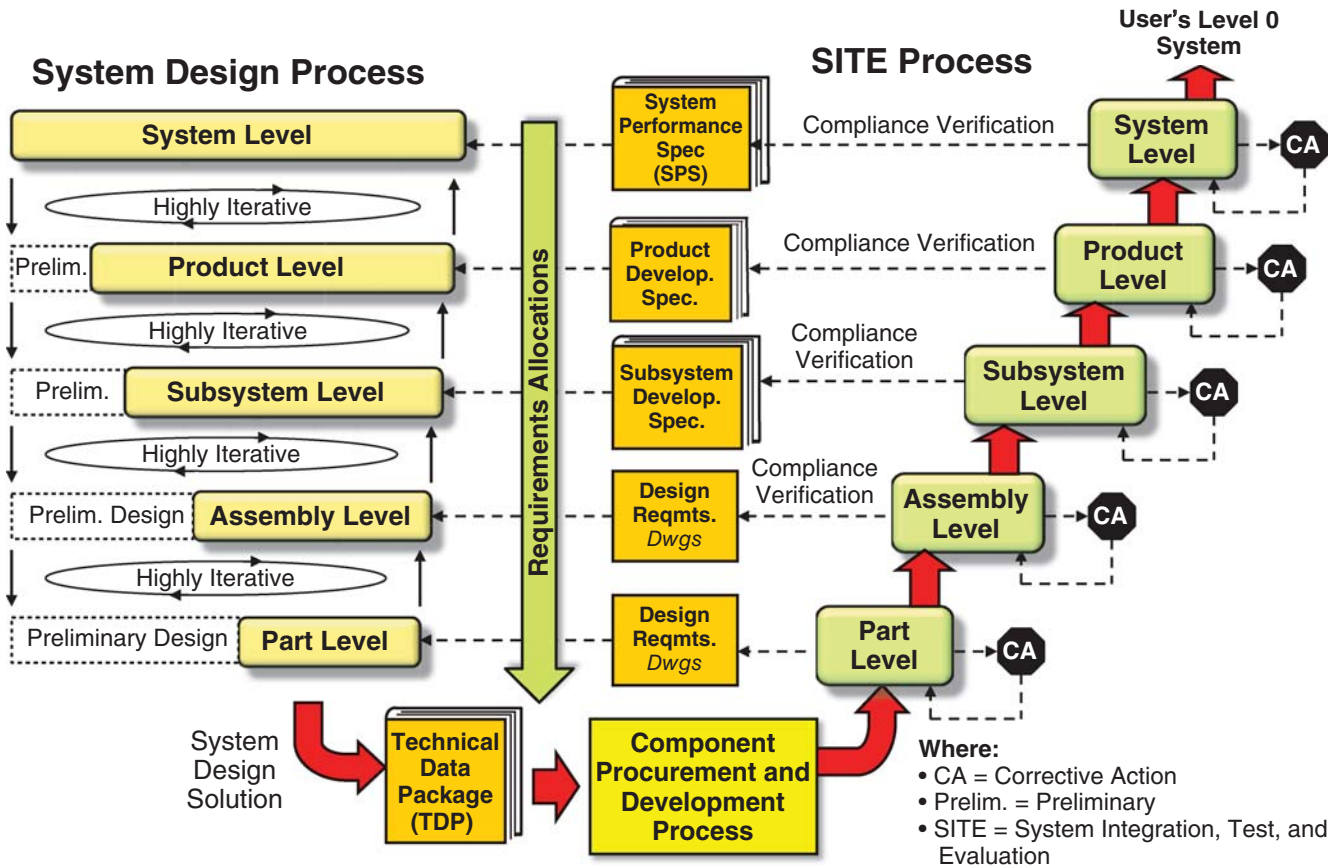 System Design Process
SITE Process
User's Level 0
System
System Level
Highly Iterative
Prelim.
Product Level
Highly Iterative
Prelim.
Subsystem Level
Highly Iterative
Prelim. Design
Assembly Level
Highly Iterative
Preliminary Design
Part Level
Requirements Allocations
System
Performance
Spec
(SPS)
Compliance Verification
System
Level
CA
Product
Develop.
Spec.
Compliance Verification
Product
Level
CA
Subsystem
Develop.
Spec.
Compliance
Verification
Subsystem
Level
CA
Design
Reqmts.
Dwgs
Compliance
Verification
Assembly
Level
CA
Design
Reqmts.
Dwgs
Part
Level
CA
System
Design
Solution
Technical
Data
Package
(TDP)
Component
Procurement and
Development
Process
Where:
• CA = Corrective Action
• Prelim. = Preliminary
• SITE = System Integration, Test, and
Evaluation